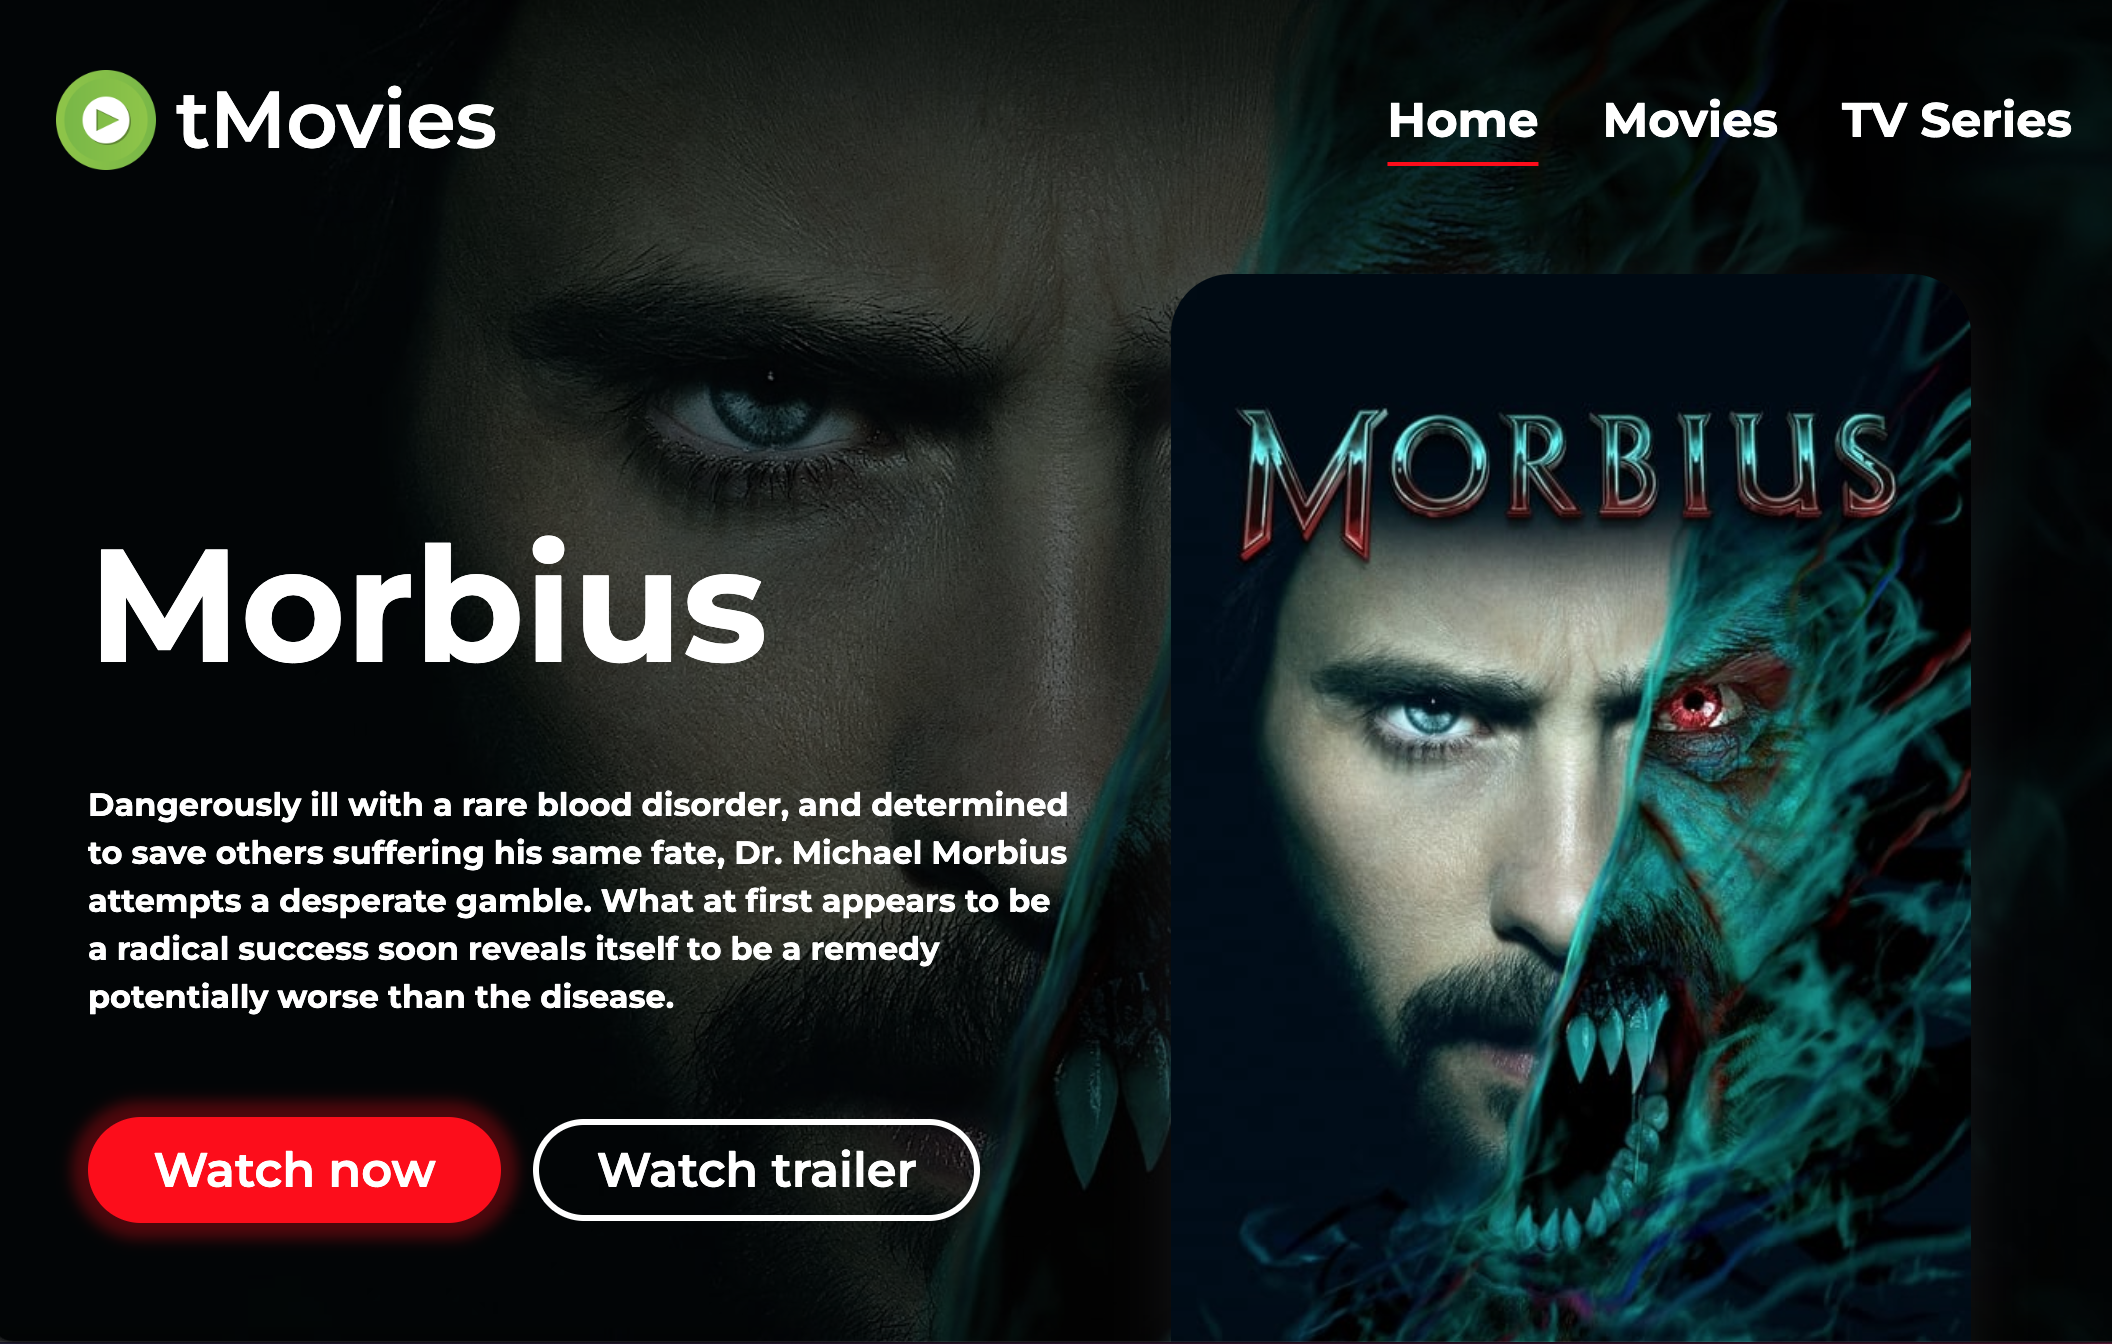 tMovies
Home
Movies
TV Series
MORBIUS
Morbius
Dangerously ill with a rare blood disorder, and determined
to save others suffering his same fate, Dr. Michael Morbius
attempts a desperate gamble. What at first appears to be
a radical success soon reveals itself to be a remedy
potentially worse than the disease.
Watch now
Watch trailer